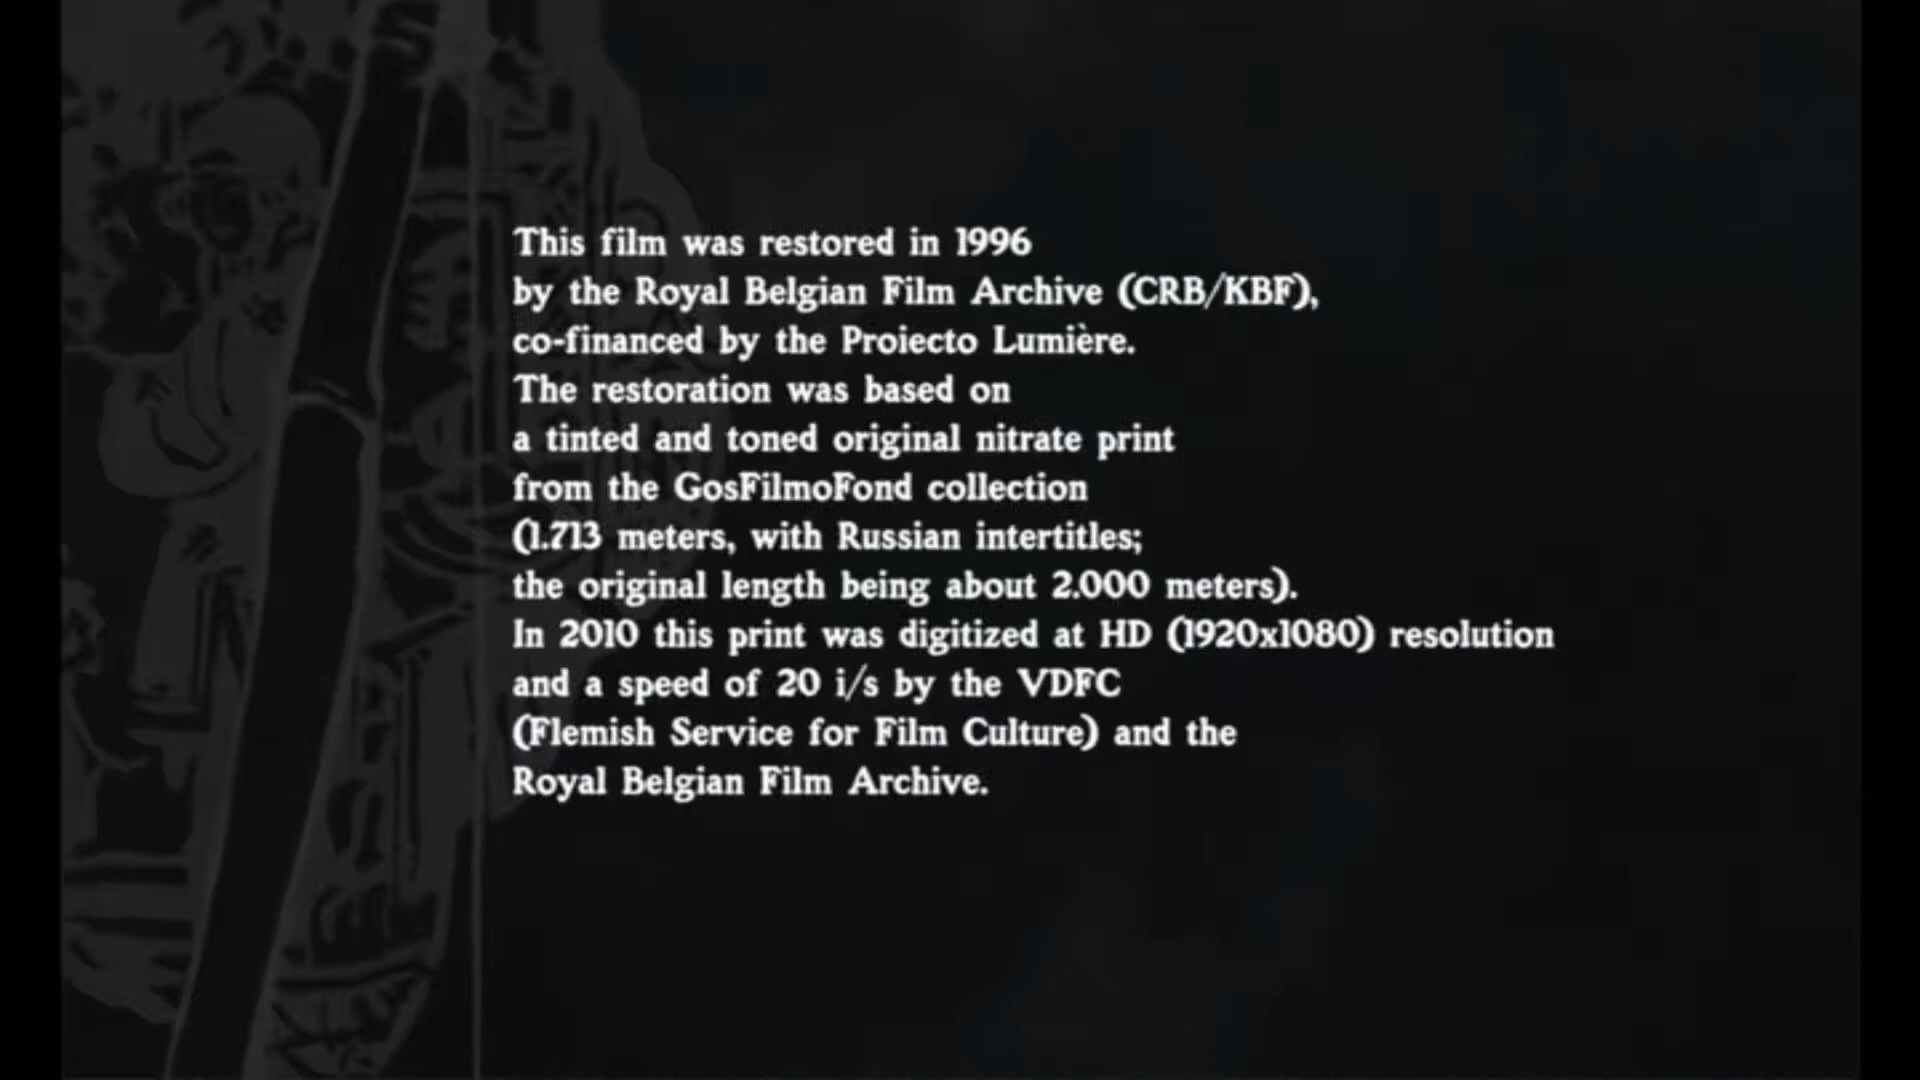 This film was restored in 1996
by the Royal Belgian Film Archive (CRB/KBF),
co-financed by the Proiecto Lumière.
The restoration was based on
a tinted and toned original nitrate print
from the GosFilmoFond collection
(1.713 meters, with Russian intertitles;
the original length being about 2.000 meters).
In 2010 this print was digitized at HD (1920x1080) resolution
and a speed of 20 i/s by the VDFC
(Flemish Service for Film Culture) and the
Royal Belgian Film Archive.